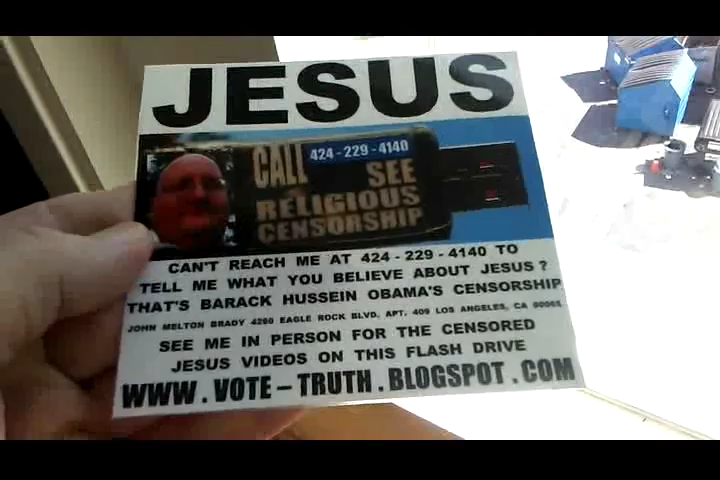 JESUS
CALL 424 - 229 - 4140
SEE
RELIGIOUS
CENSORSHIP
CAN'T REACH ME AT 424 - 229 - 4140 TO
TELL ME WHAT YOU BELIEVE ABOUT JESUS ?
THAT'S BARACK HUSSEIN OBAMA'S CENSORSHIP
JOHN MELTON BRADY 4260 EAGLE ROCK BLVD. APT. 409 LOS ANGELES, CA 90065
SEE ME IN PERSON FOR THE CENSORED
JESUS VIDEOS ON THIS FLASH DRIVE
WWW . VOTE – TRUTH . BLOGSPOT . COM